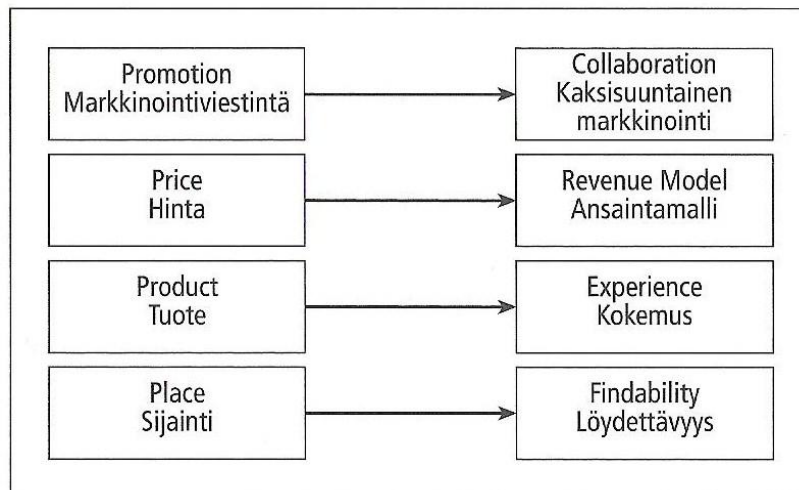 Promotion
Markkinointiviestintä
Collaboration
Kaksisuuntainen
markkinointi
Price
Hinta
Revenue Model
Ansaintamalli
Product
Tuote
Experience
Kokemus
Place
Sijainti
Findability
Löydettävyys